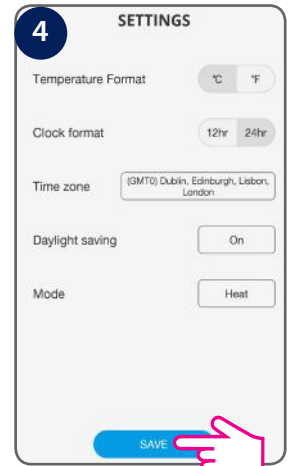 4
SETTINGS
Temperature Format °C °F
Clock format 12hr 24hr
Time zone (GMT0) Dublin, Edinburgh, Lisbon,
London
Daylight saving On
Mode Heat
SAVE